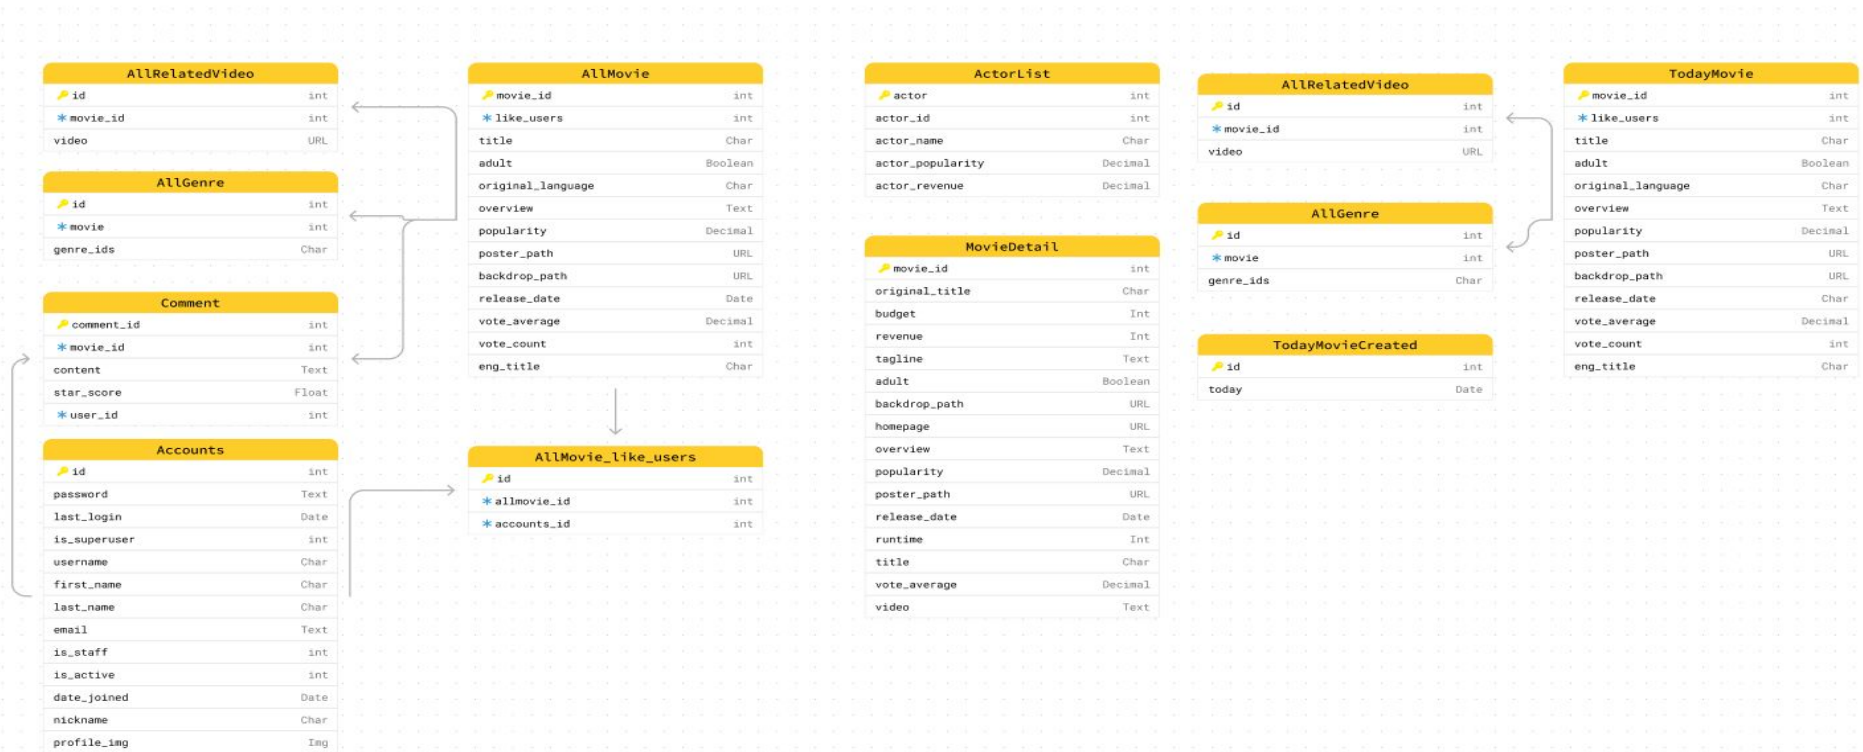 AllRelatedVideo
id int
movie_id int
video URL
AllGenre
id int
movie int
genre_ids Char
Comment
comment_id int
movie_id int
content Text
star_score Float
user_id int
Accounts
id int
password Text
last_login Date
is_superuser int
username Char
first_name Char
last_name Char
email Text
is_staff int
is_active int
date_joined Date
nickname Char
profile_img Img
AllMovie
movie_id int
like_users int
title Char
adult Boolean
original_language Char
overview Text
popularity Decimal
poster_path URL
backdrop_path URL
release_date Date
vote_average Decimal
vote_count int
eng_title Char
AllMovie_like_users
id int
allmovie_id int
accounts_id int
ActorList
actor int
actor_id int
actor_name Char
actor_popularity Decimal
actor_revenue Decimal
MovieDetail
movie_id int
original_title Char
budget Int
revenue Int
tagline Text
adult Boolean
backdrop_path URL
homepage URL
overview Text
popularity Decimal
poster_path URL
release_date Date
runtime Int
title Char
vote_average Decimal
video Text
AllRelatedVideo
id int
movie_id int
video URL
AllGenre
id int
movie int
genre_ids Char
TodayMovieCreated
id int
today Date
TodayMovie
movie_id int
like_users int
title Char
adult Boolean
original_language Char
overview Text
popularity Decimal
poster_path URL
backdrop_path URL
release_date Char
vote_average Decimal
vote_count int
eng_title Char